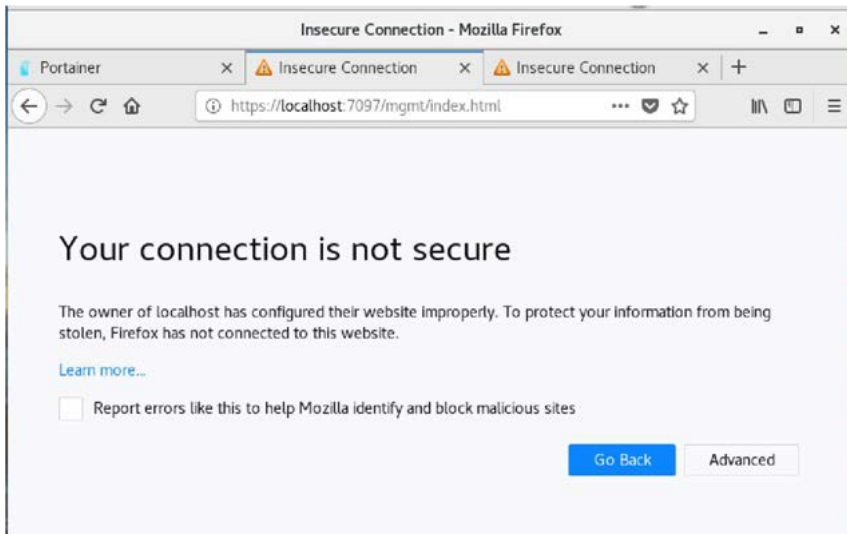 Insecure Connection - Mozilla Firefox
Portainer
Insecure Connection
Insecure Connection
https://localhost:7097/mgmt/index.html
Your connection is not secure
The owner of localhost has configured their website improperly. To protect your information from being
stolen, Firefox has not connected to this website.
Learn more...
Report errors like this to help Mozilla identify and block malicious sites
Go Back
Advanced